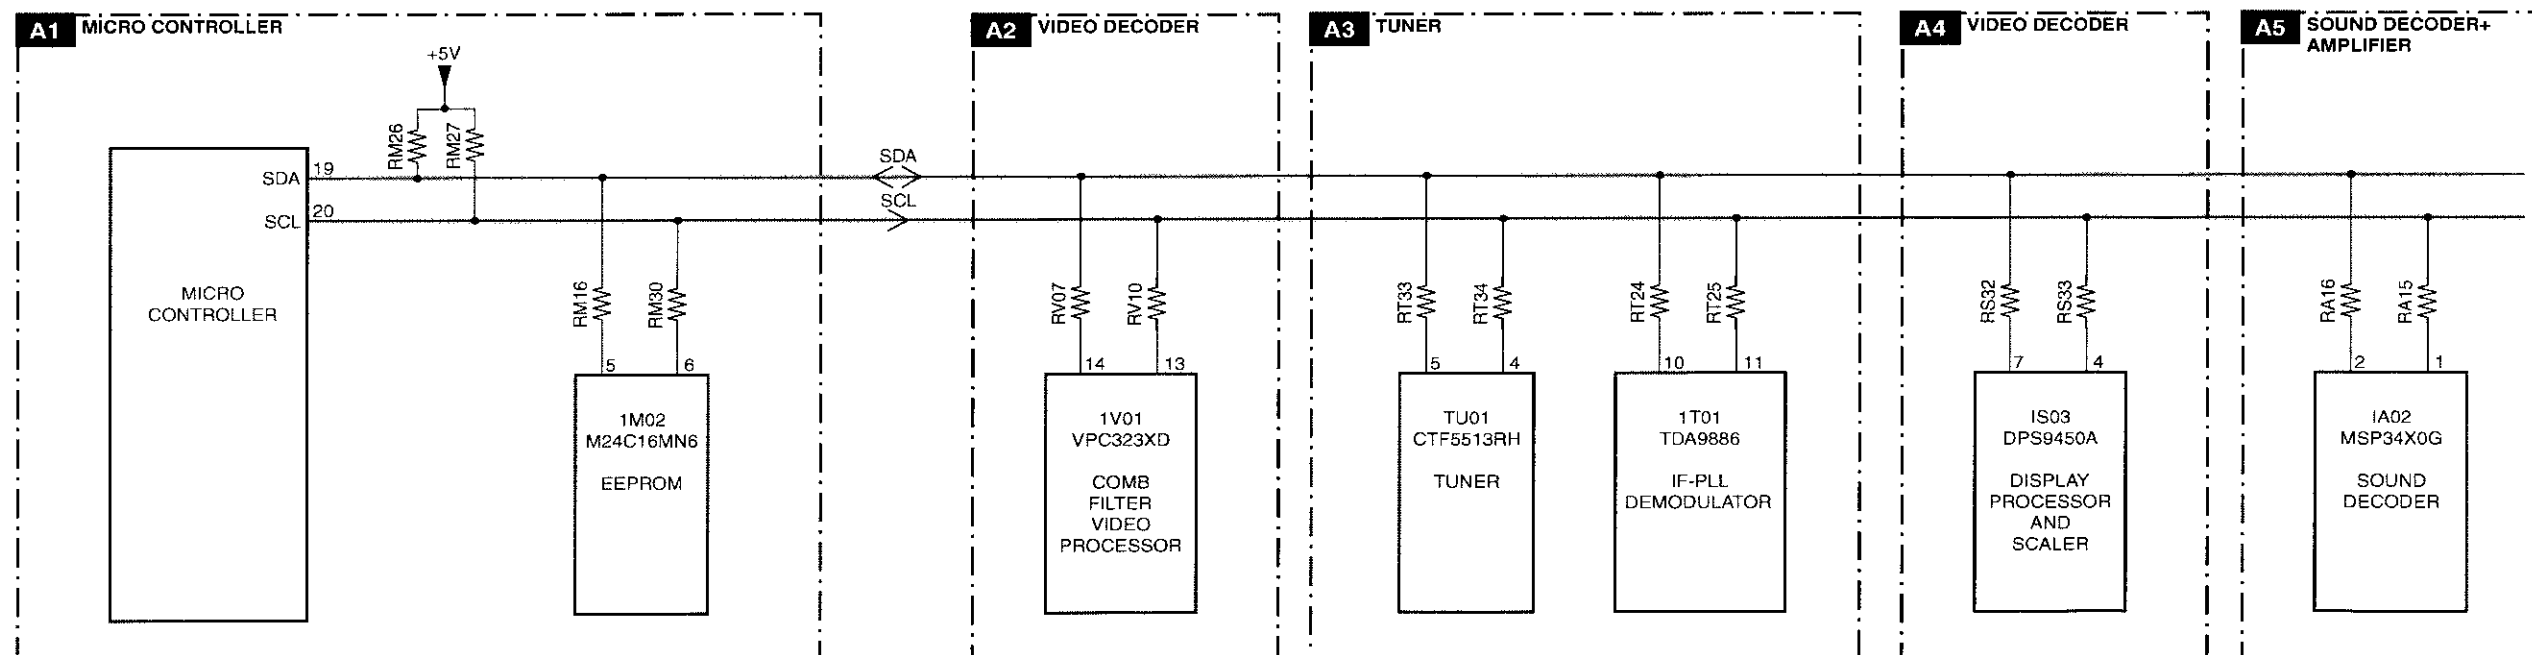 A1 MICRO CONTROLLER
+5V
RM26
RM27
SDA
19
SCL
20
MICRO
CONTROLLER
RM16
RM30
5
6
1M02
M24C16MN6
EEPROM
SDA
SCL
A2 VIDEO DECODER
RV07
RV10
14
13
1V01
VPC323XD
COMB
FILTER
VIDEO
PROCESSOR
A3 TUNER
RT33
RT34
5
4
TU01
CTF5513RH
TUNER
RT24
RT25
10
11
1T01
TDA9886
IF-PLL
DEMODULATOR
A4 VIDEO DECODER
RS32
RS33
7
4
IS03
DPS9450A
DISPLAY
PROCESSOR
AND
SCALER
A5 SOUND DECODER+
AMPLIFIER
RA16
RA15
2
1
IA02
MSP34X0G
SOUND
DECODER